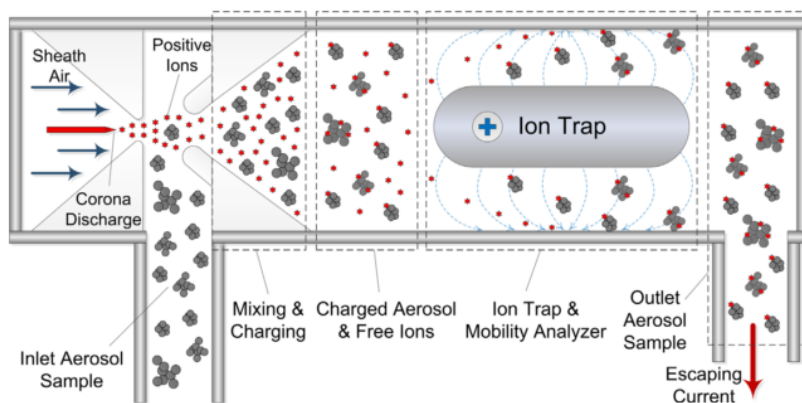 Sheath
Air
Positive
Ions
Corona
Discharge
Ion Trap
Inlet Aerosol
Sample
Mixing &
Charging
Charged Aerosol
& Free Ions
Ion Trap &
Mobility Analyzer
Outlet
Aerosol
Sample
Escaping
Current